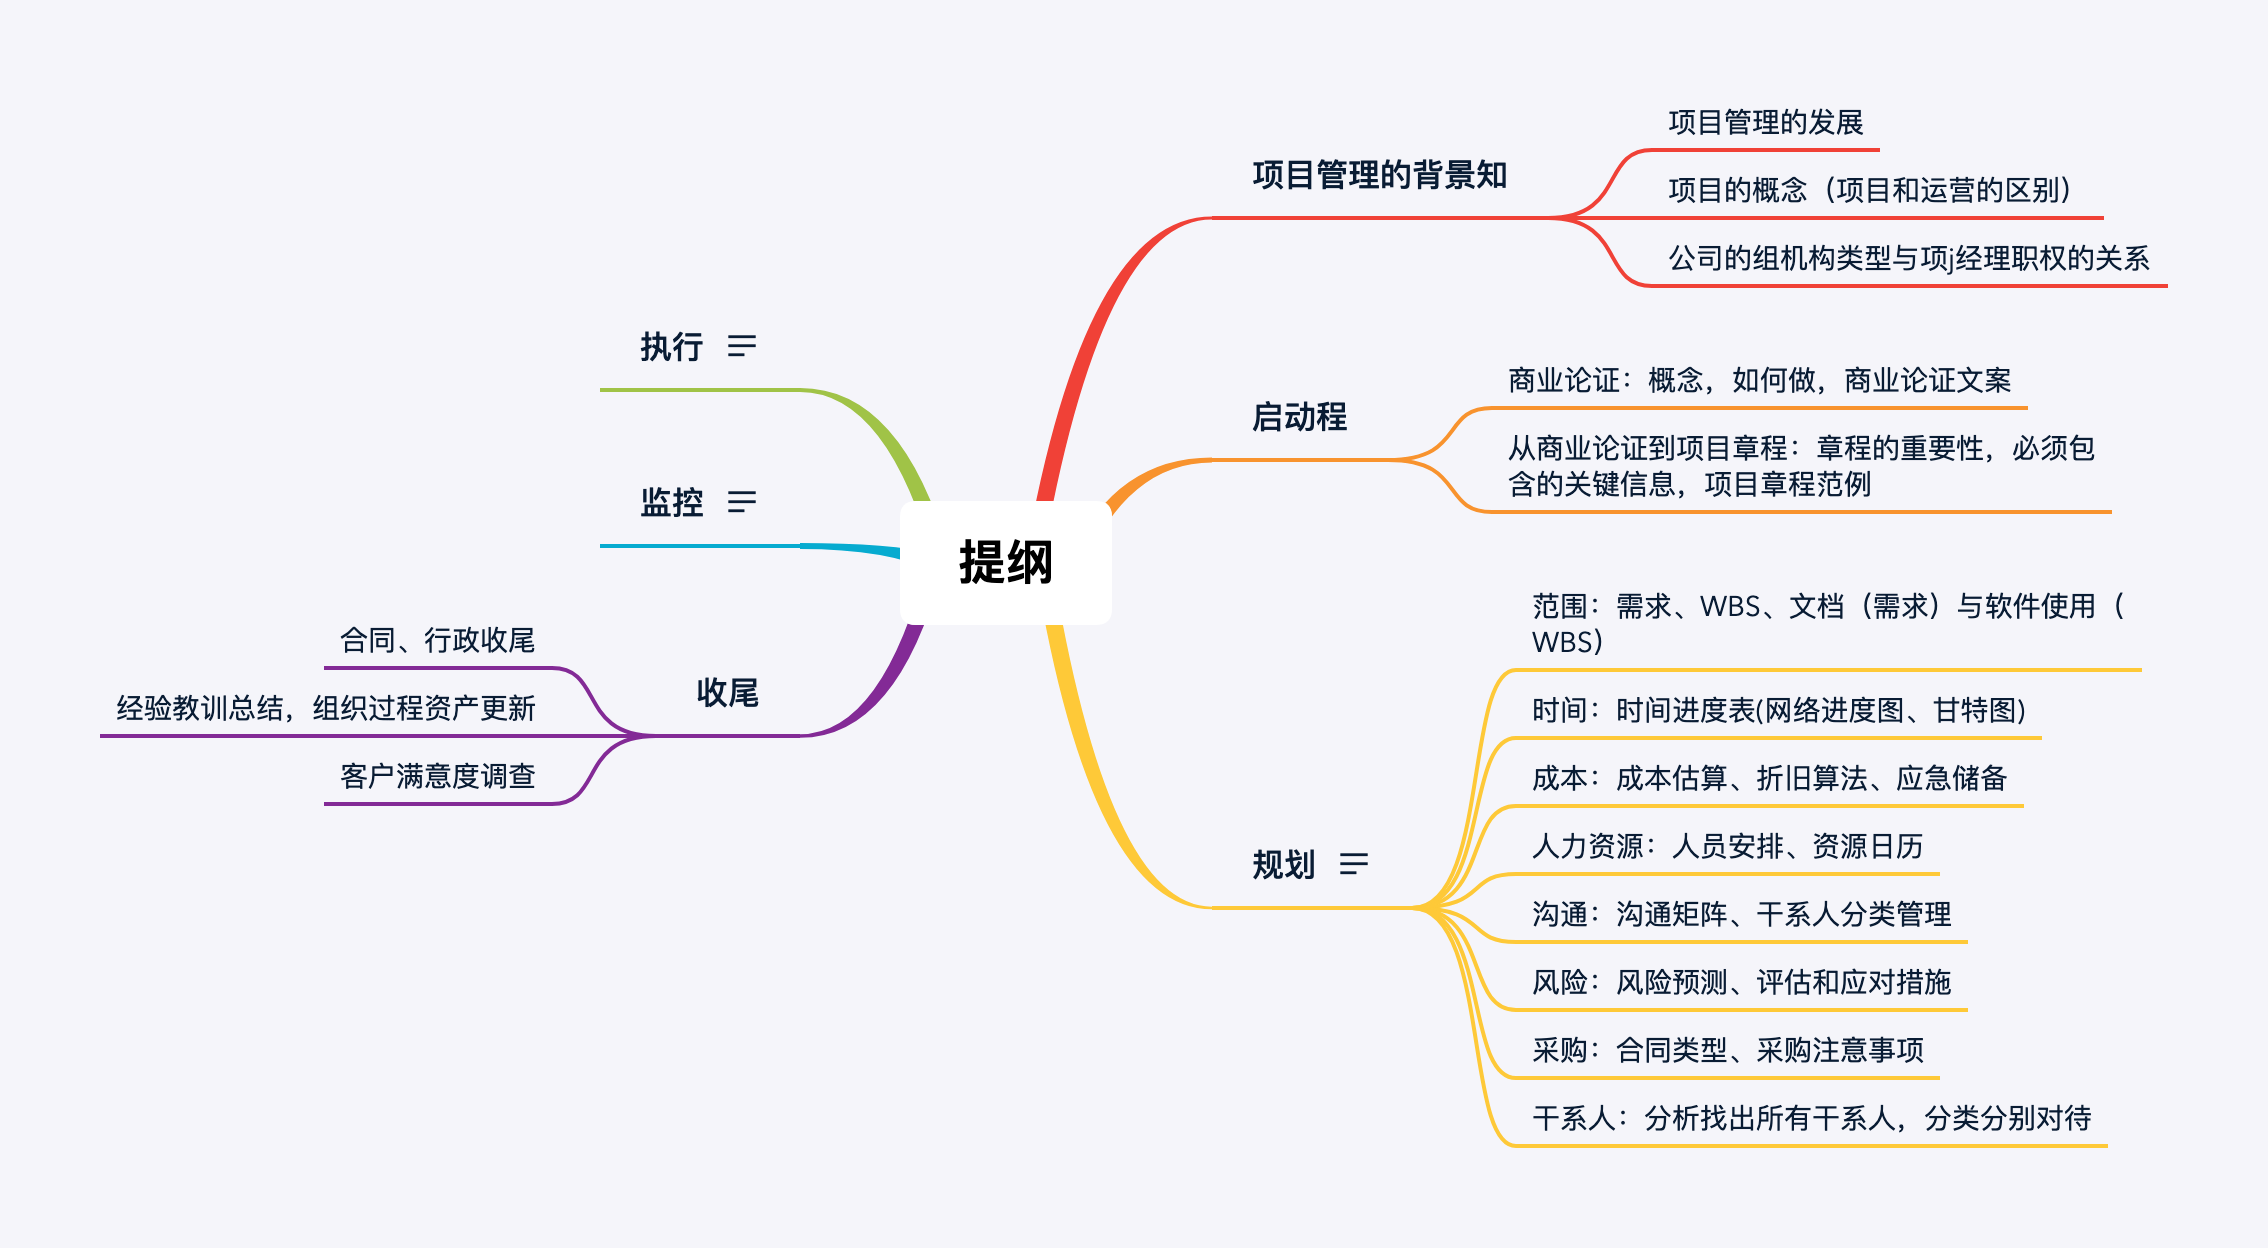 提纲
项目管理的背景知
项目管理的发展
项目的概念（项目和运营的区别）
公司的组机构类型与项j经理职权的关系
启动程
商业论证：概念，如何做，商业论证文案
从商业论证到项目章程：章程的重要性，必须包
含的关键信息，项目章程范例
规划
范围：需求、WBS、文档（需求）与软件使用（
WBS）
时间：时间进度表(网络进度图、甘特图)
成本：成本估算、折旧算法、应急储备
人力资源：人员安排、资源日历
沟通：沟通矩阵、干系人分类管理
风险：风险预测、评估和应对措施
采购：合同类型、采购注意事项
干系人：分析找出所有干系人，分类分别对待
执行
监控
收尾
合同、行政收尾
经验教训总结，组织过程资产更新
客户满意度调查